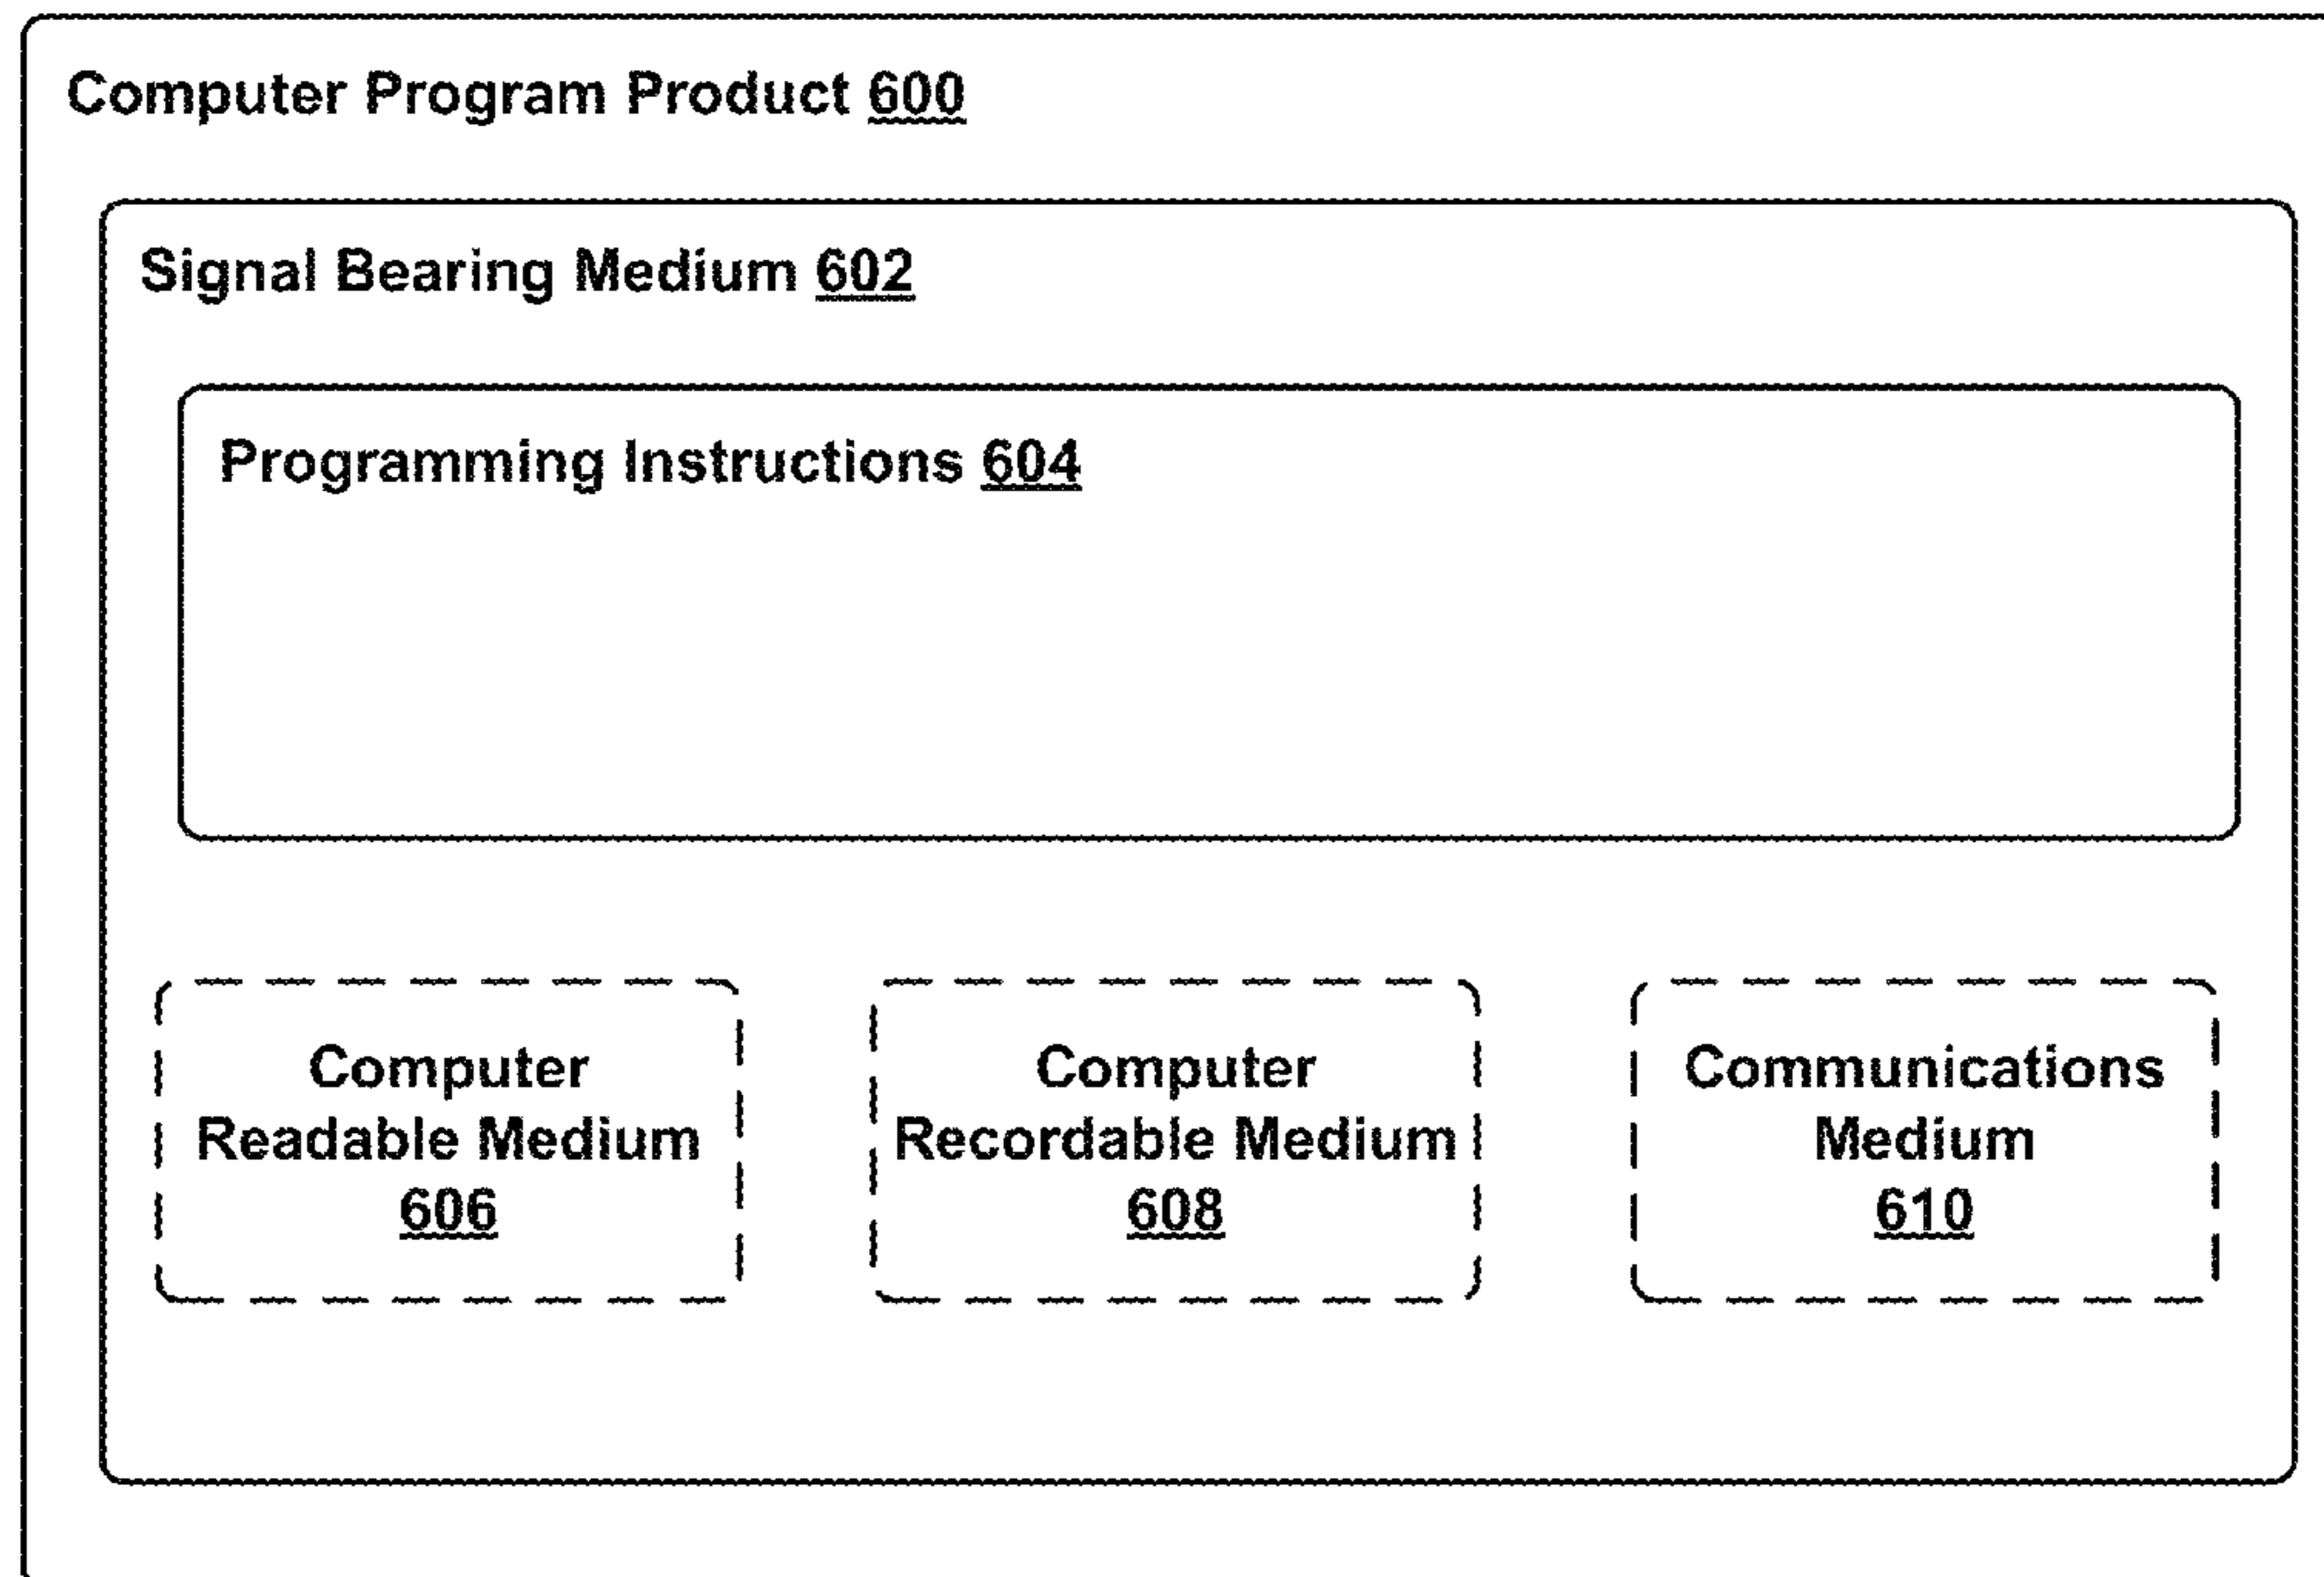 Computer Program Product 600
Signal Bearing Medium 602
Programming Instructions 604
Computer
Readable Medium
606
Computer
Recordable Medium
608
Communications
Medium
610